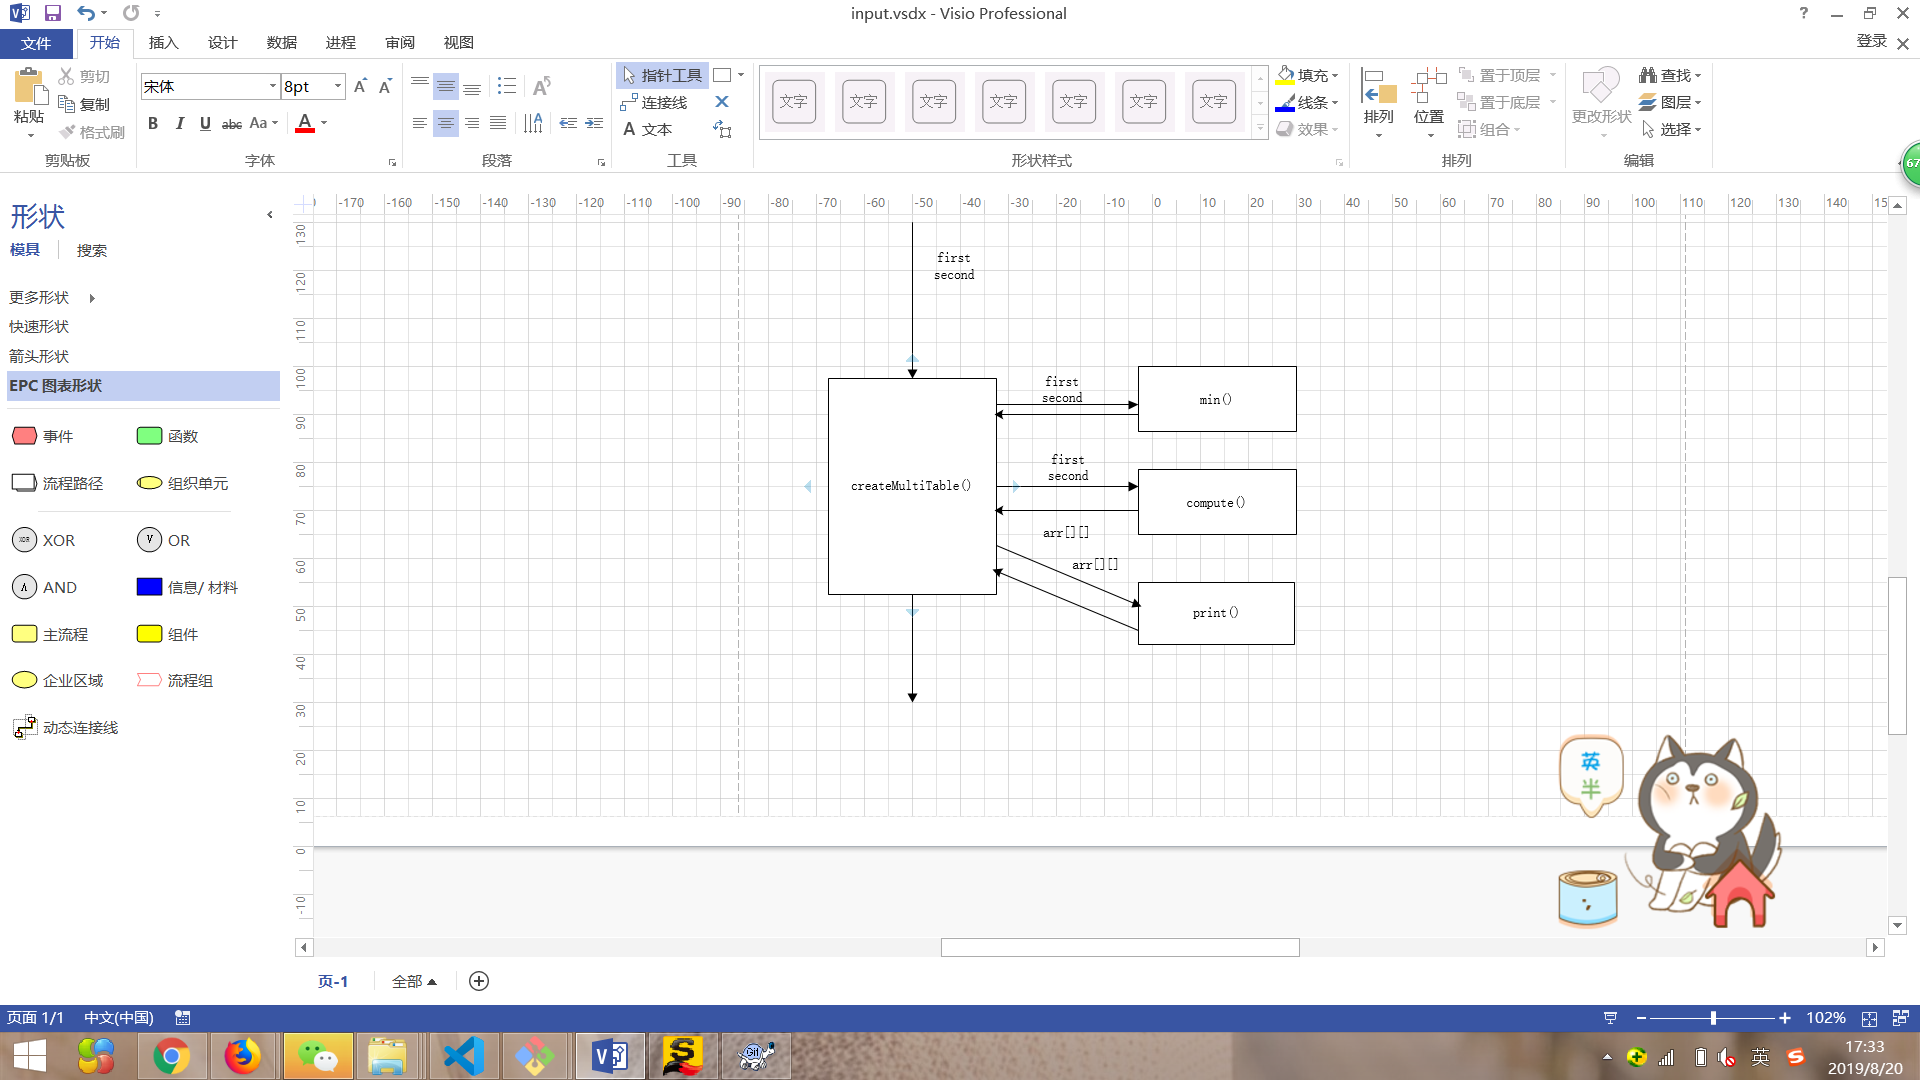 input.vsdx - Visio Professional
文件 开始 插入 设计 数据 进程 审阅 视图 登录
粘贴 剪切 复制 格式刷 剪贴板
宋体 8pt
B I U abc Aa A
字体 段落
指针工具
连接线
A 文本
工具
文字 文字 文字 文字 文字 文字 文字
形状样式
填充
线条
效果
排列 位置
置于顶层
置于底层
组合
排列
更改形状
查找
图层
选择
编辑
67
形状
模具 搜索
更多形状
快速形状
箭头形状
EPC 图表形状
事件 函数
流程路径 组织单元
XOR XOR V OR
Λ AND 信息/ 材料
主流程 组件
企业区域 流程组
动态连接线
-170 -160 -150 -140 -130 -120 -110 -100 -90 -80 -70 -60 -50 -40 -30 -20 -10 0 10 20 30 40 50 60 70 80 90 100 110 120 130 140 15
130
120
110
100
90
80
70
60
50
40
30
20
10
0
-10
first
second
first
second
min()
createMultiTable()
first
second
compute()
arr[][]
arr[][]
print()
英
半
页-1 全部
页面 1/1 中文(中国) 102%
英
17:33
2019/8/20